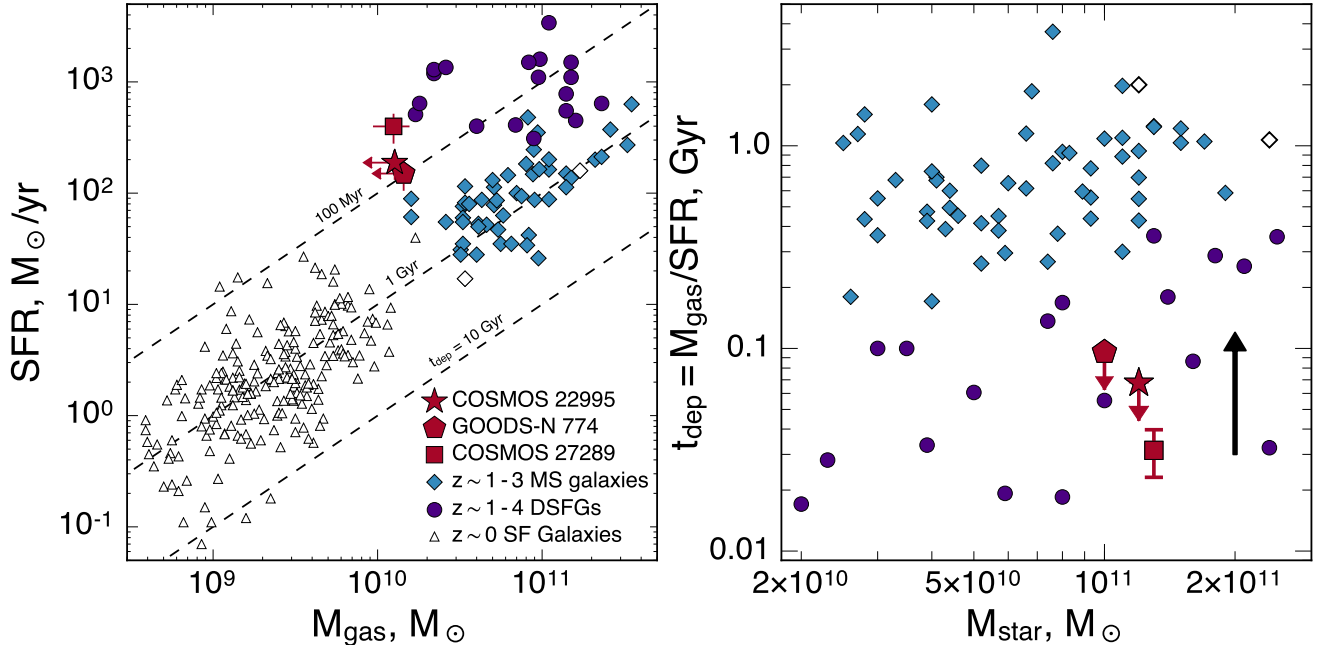 SFR, M⊙/yr
10³
10²
10¹
10⁰
10⁻¹
100 Myr
1 Gyr
t_dep = 10 Gyr
COSMOS 22995
GOODS-N 774
COSMOS 27289
z ~ 1 - 3 MS galaxies
z ~ 1 - 4 DSFGs
z ~ 0 SF Galaxies
10⁹ 10¹⁰ 10¹¹
M_gas, M⊙
t_dep = M_gas/SFR, Gyr
1.0
0.1
0.01
2×10¹⁰ 5×10¹⁰ 10¹¹ 2×10¹¹
M_star, M⊙